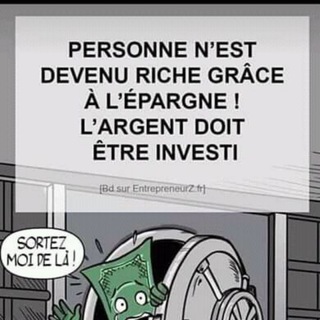 PERSONNE N'EST
DEVENU RICHE GRÂCE
À L'ÉPARGNE !
L'ARGENT DOIT
ÊTRE INVESTI
[Bd sur EntrepreneurZ.fr]
SORTEZ
MOI DE LÀ !